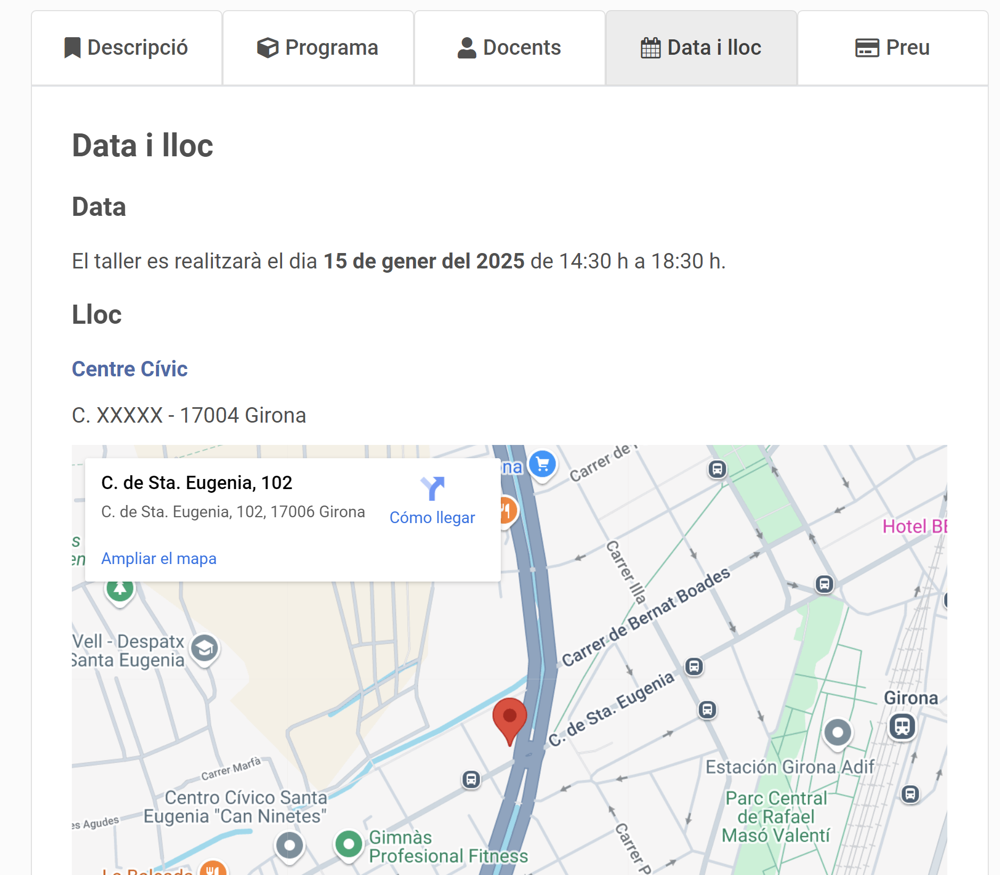 Descripció
Programa
Docents
Data i lloc
Preu
Data i lloc
Data
El taller es realitzarà el dia 15 de gener del 2025 de 14:30 h a 18:30 h.
Lloc
Centre Cívic
C. XXXXX - 17004 Girona
C. de Sta. Eugenia, 102
C. de Sta. Eugenia, 102, 17006 Girona
Cómo llegar
Ampliar el mapa
na
Carrer de
Hotel BE
s
en
Carrer Illa
Carrer de Bernat Boades
Vell - Despatx
Santa Eugenia
C. de Sta. Eugenia
Girona
Carrer Marfà
Estación Girona Adif
Centro Cívico Santa
Eugenia "Can Ninetes"
Parc Central
de Rafael
Masó Valentí
es Agudes
Gimnàs
Profesional Fitness
Carrer P